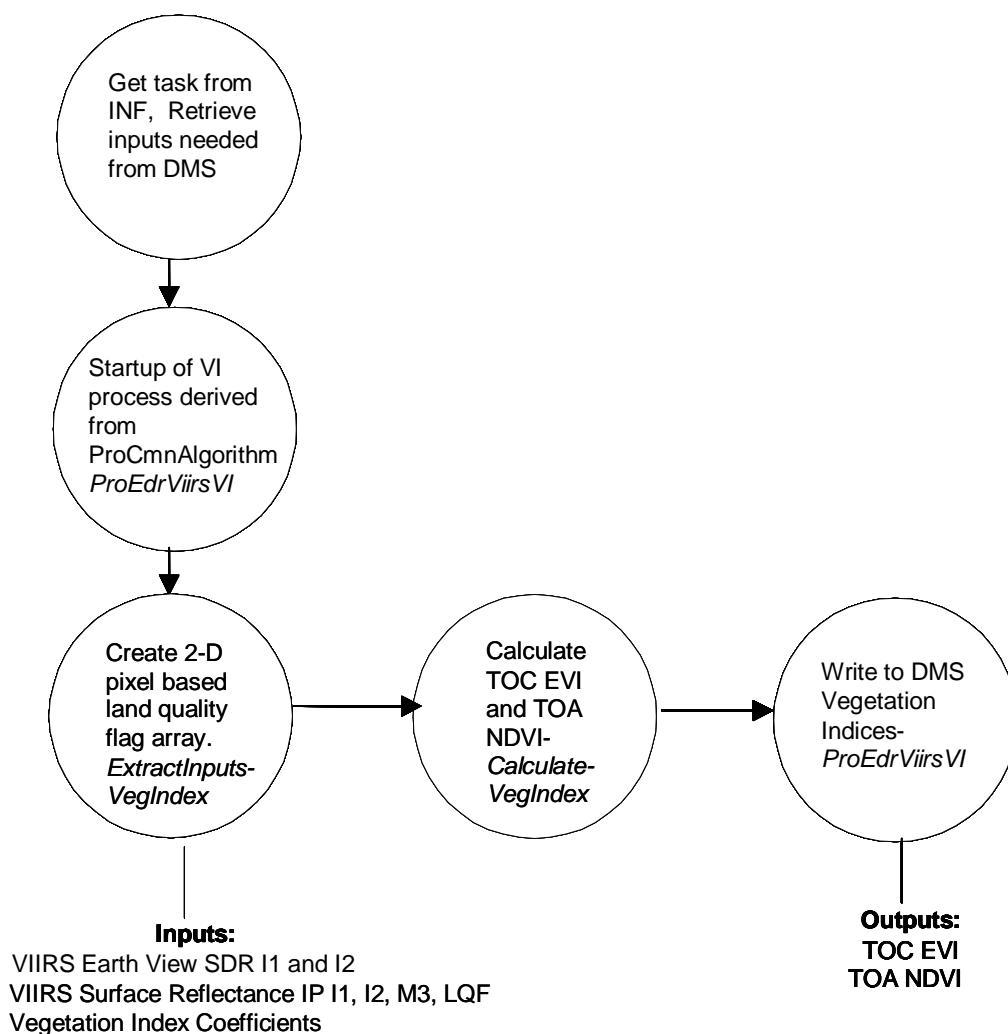 Get task from
INF,  Retrieve
inputs needed
from DMS
Startup of VI
process derived
from
ProCmnAlgorithm
ProEdrViirsVI
Create 2-D
pixel based
land quality
flag array.
ExtractInputs-
VegIndex
Calculate
TOC EVI
and TOA
NDVI-
Calculate-
VegIndex
Write to DMS
Vegetation
Indices-
ProEdrViirsVI
Inputs:
VIIRS Earth View SDR I1 and I2
VIIRS Surface Reflectance IP I1, I2, M3, LQF
Vegetation Index Coefficients
Outputs:
TOC EVI
TOA NDVI